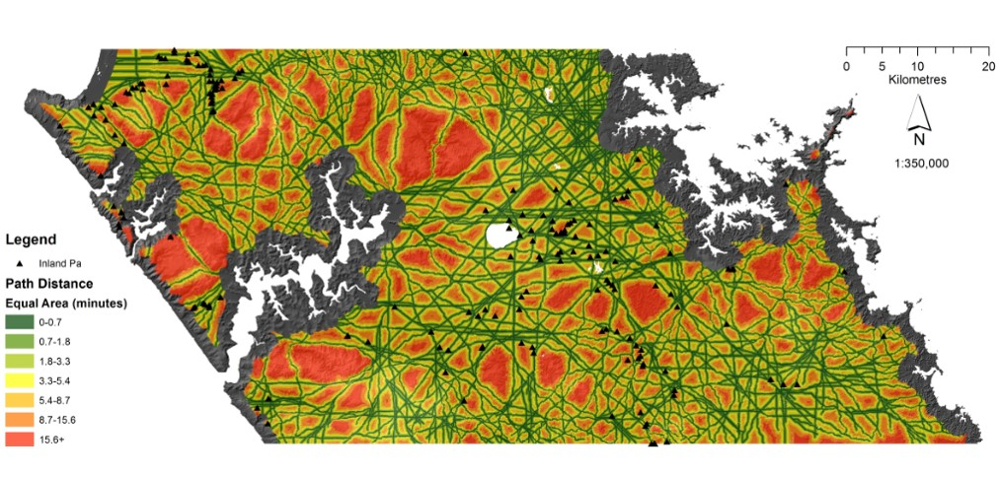 0 5 10 20
Kilometres
N
1:350,000
Legend
Inland Pa
Path Distance
Equal Area (minutes)
0-0.7
0.7-1.8
1.8-3.3
3.3-5.4
5.4-8.7
8.7-15.6
15.6+